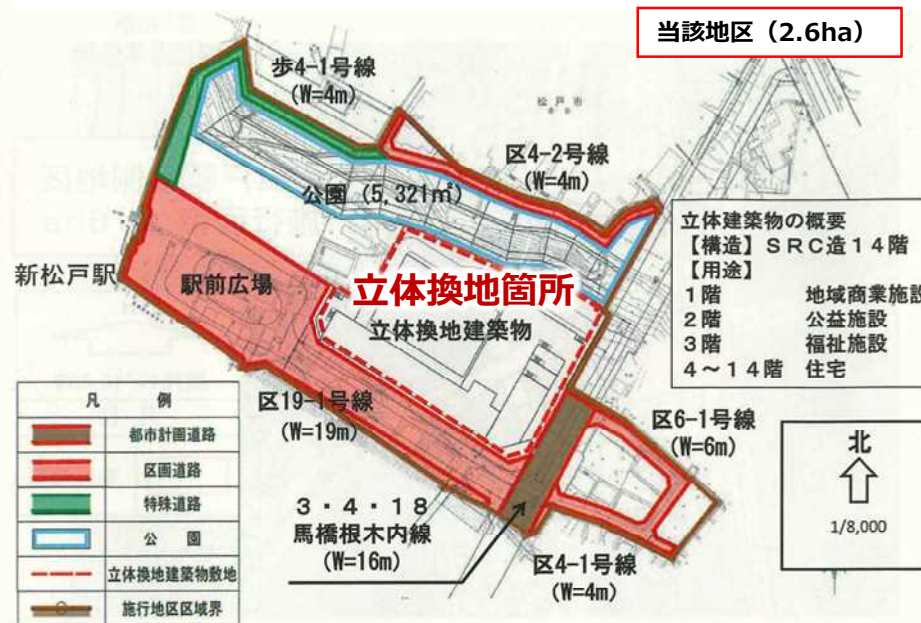 当該地区（2.6ha）
歩4-1号線
(W=4m)
松戸市
区4-2号線
(W=4m)
公園（5,321㎡）
立体建築物の概要
【構造】ＳＲＣ造１４階
【用途】
１階　地域商業施設
２階　公益施設
３階　福祉施設
４～１４階　住宅
新松戸駅
駅前広場
立体換地箇所
立体換地建築物
区19-1号線
(W=19m)
区6-1号線
(W=6m)
凡　例
都市計画道路
区画道路
特殊道路
公　園
立体換地建築物敷地
施行地区区域界
３・４・１８
馬橋根木内線
(W=16m)
区4-1号線
(W=4m)
北
1/8,000